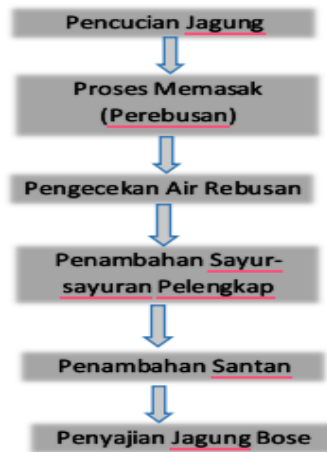 Pencucian Jagung
Proses Memasak
(Perebusan)
Pengecekan Air Rebusan
Penambahan Sayur-
sayuran Pelengkap
Penambahan Santan
Penyajian Jagung Bose